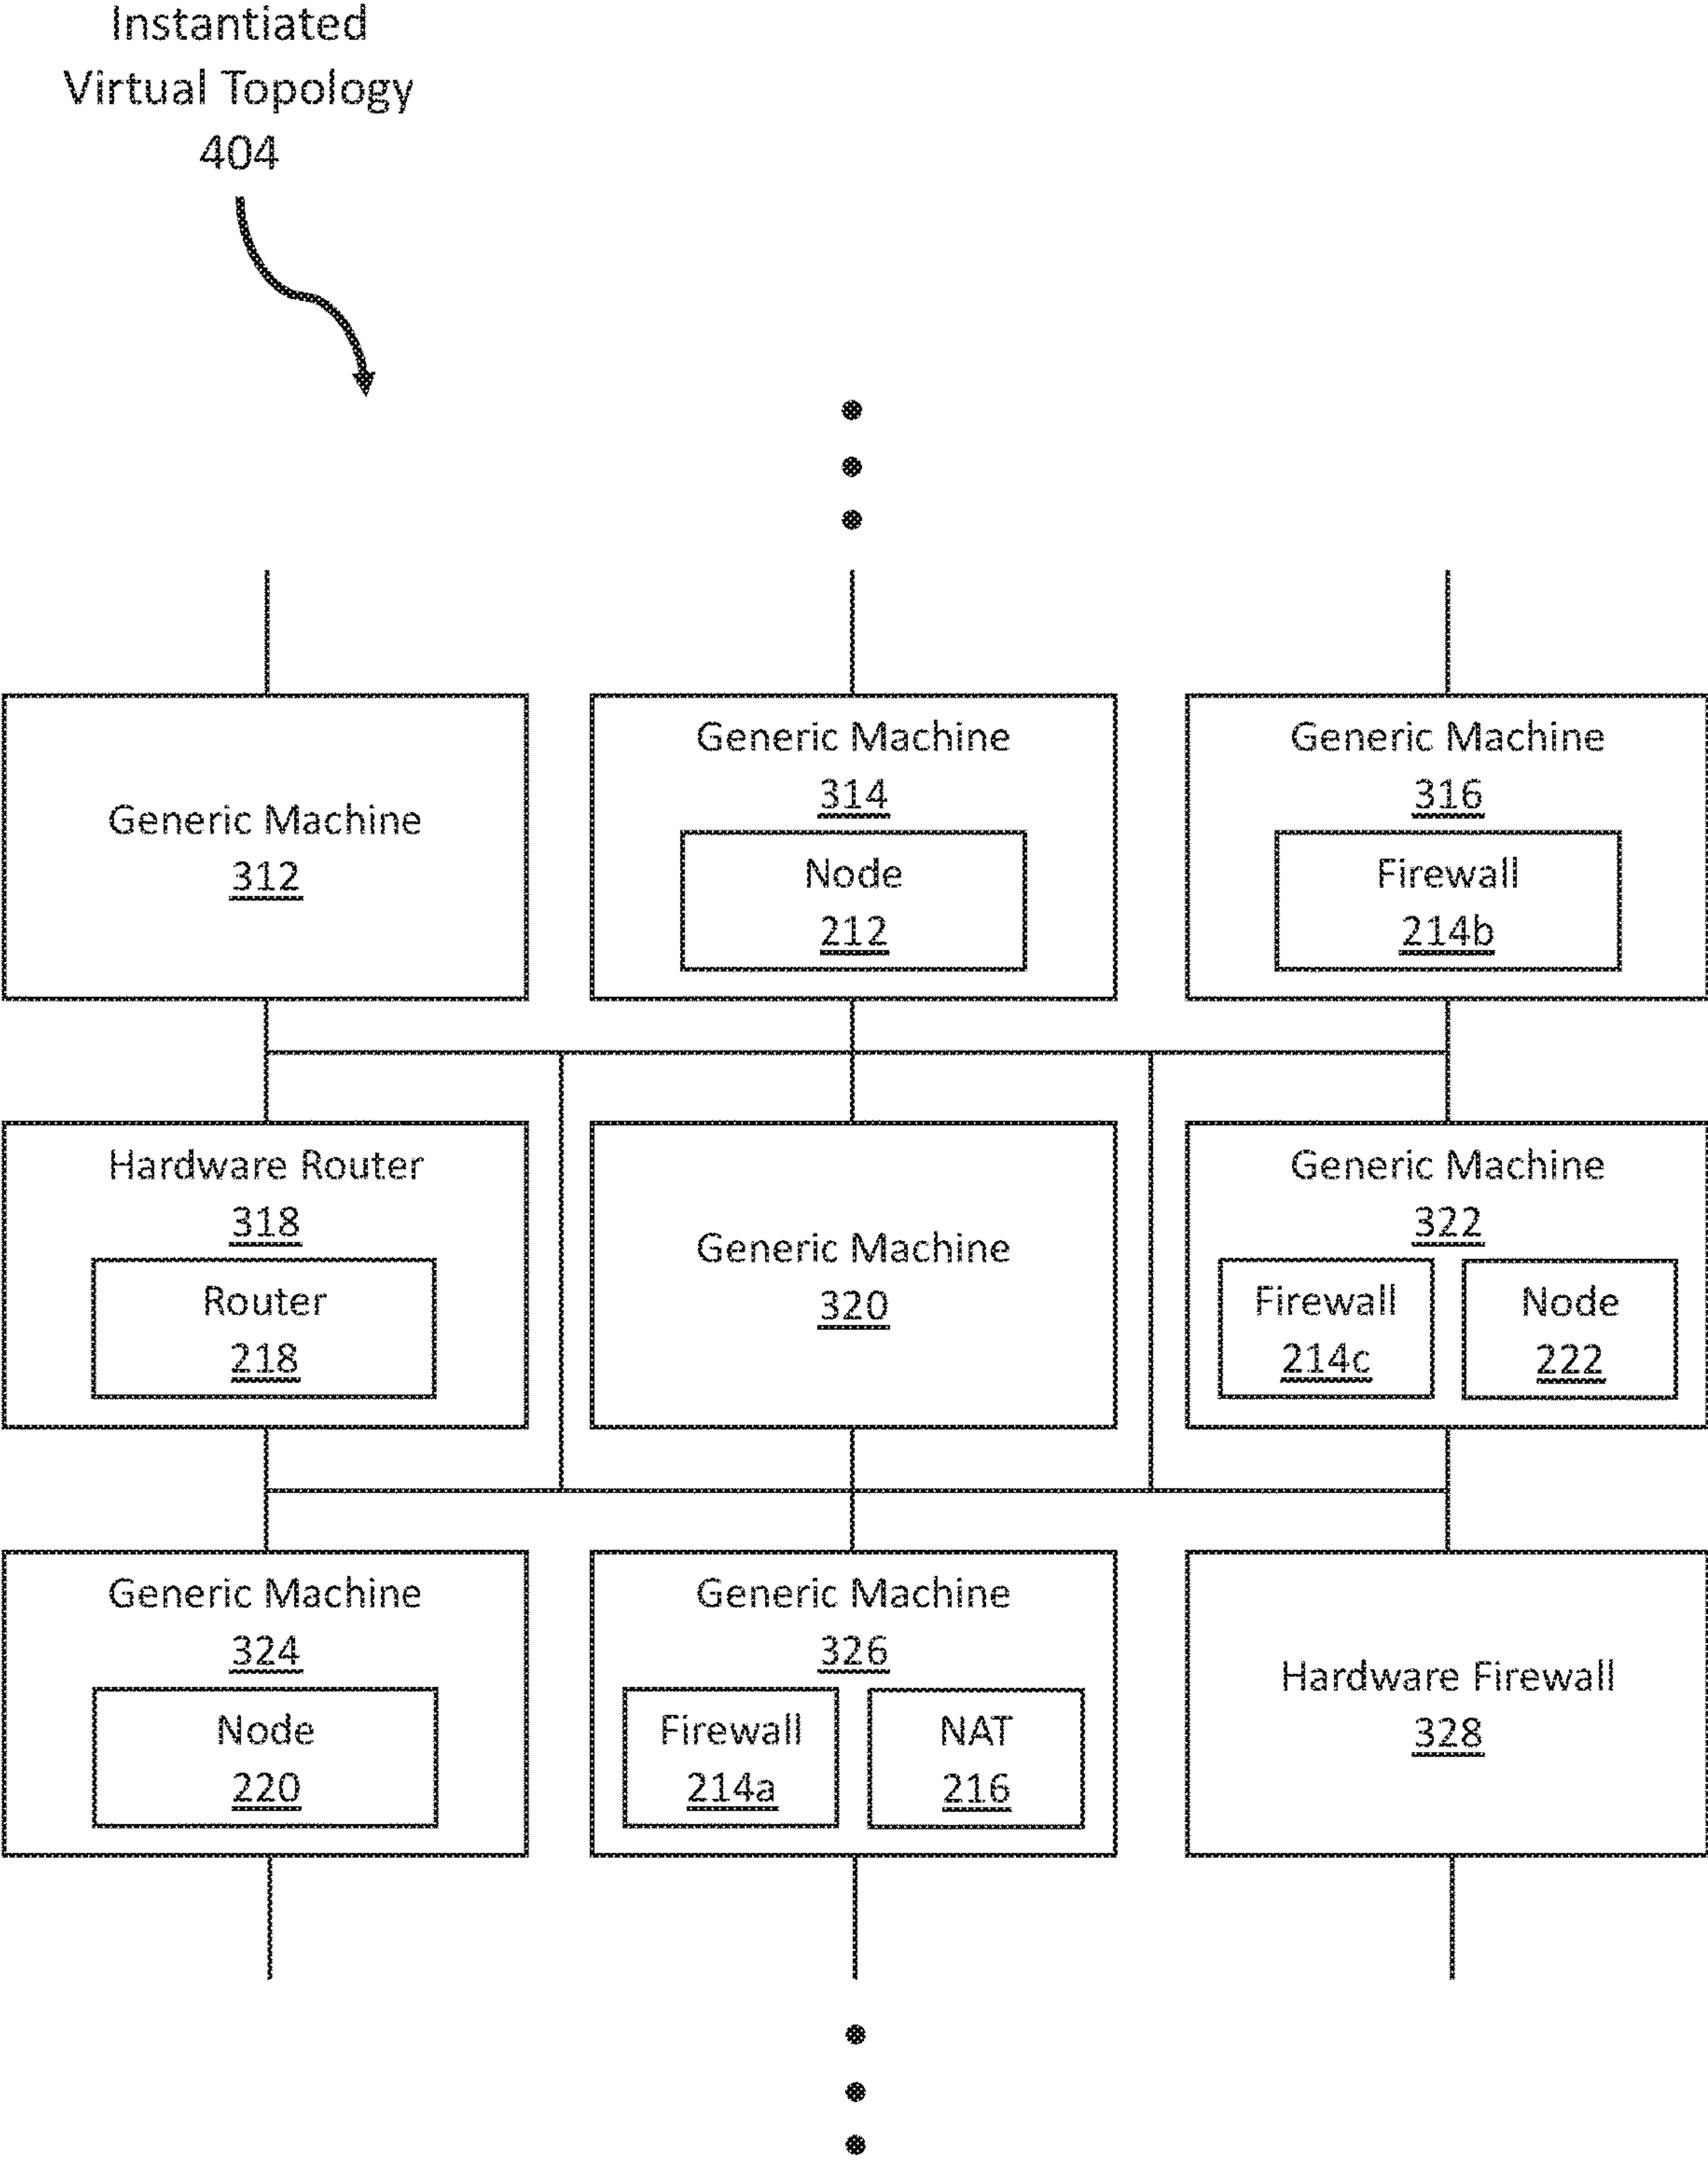 Instantiated
Virtual Topology
404
Generic Machine
312
Generic Machine
314
Node
212
Generic Machine
316
Firewall
214b
Hardware Router
318
Router
218
Generic Machine
320
Generic Machine
322
Firewall
214c
Node
222
Generic Machine
324
Node
220
Generic Machine
326
Firewall
214a
NAT
216
Hardware Firewall
328